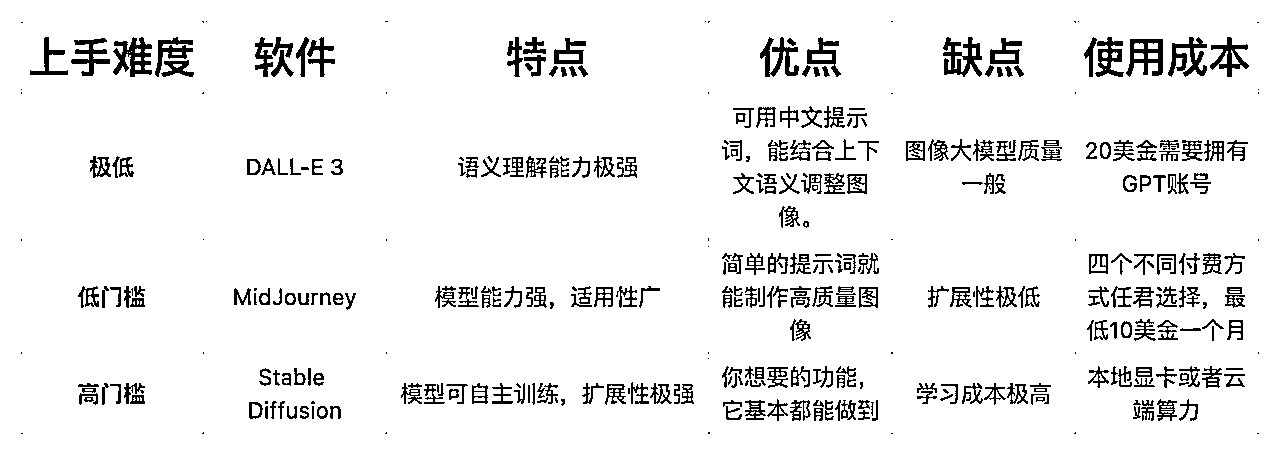 上手难度 软件 特点 优点 缺点 使用成本
极低 DALL-E 3 语义理解能力极强 可用中文提示词，能结合上下文语义调整图像。 图像大模型质量一般 20美金需要拥有GPT账号
低门槛 MidJourney 模型能力强，适用性广 简单的提示词就能制作高质量图像 扩展性极低 四个不同付费方式任君选择，最低10美金一个月
高门槛 Stable Diffusion 模型可自主训练，扩展性极强 你想要的功能，它基本都能做到 学习成本极高 本地显卡或者云端算力